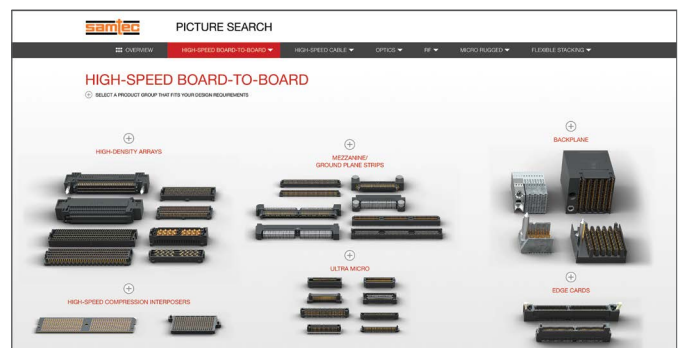 samtec
PICTURE SEARCH
OVERVIEW
HIGH-SPEED BOARD-TO-BOARD
HIGH-SPEED CABLE
OPTICS
RF
MICRO RUGGED
FLEXIBLE STACKING
HIGH-SPEED BOARD-TO-BOARD
SELECT A PRODUCT GROUP THAT FITS YOUR DESIGN REQUIREMENTS
HIGH-DENSITY ARRAYS
MEZZANINE/
GROUND PLANE STRIPS
BACKPLANE
ULTRA MICRO
HIGH-SPEED COMPRESSION INTERPOSERS
EDGE CARDS